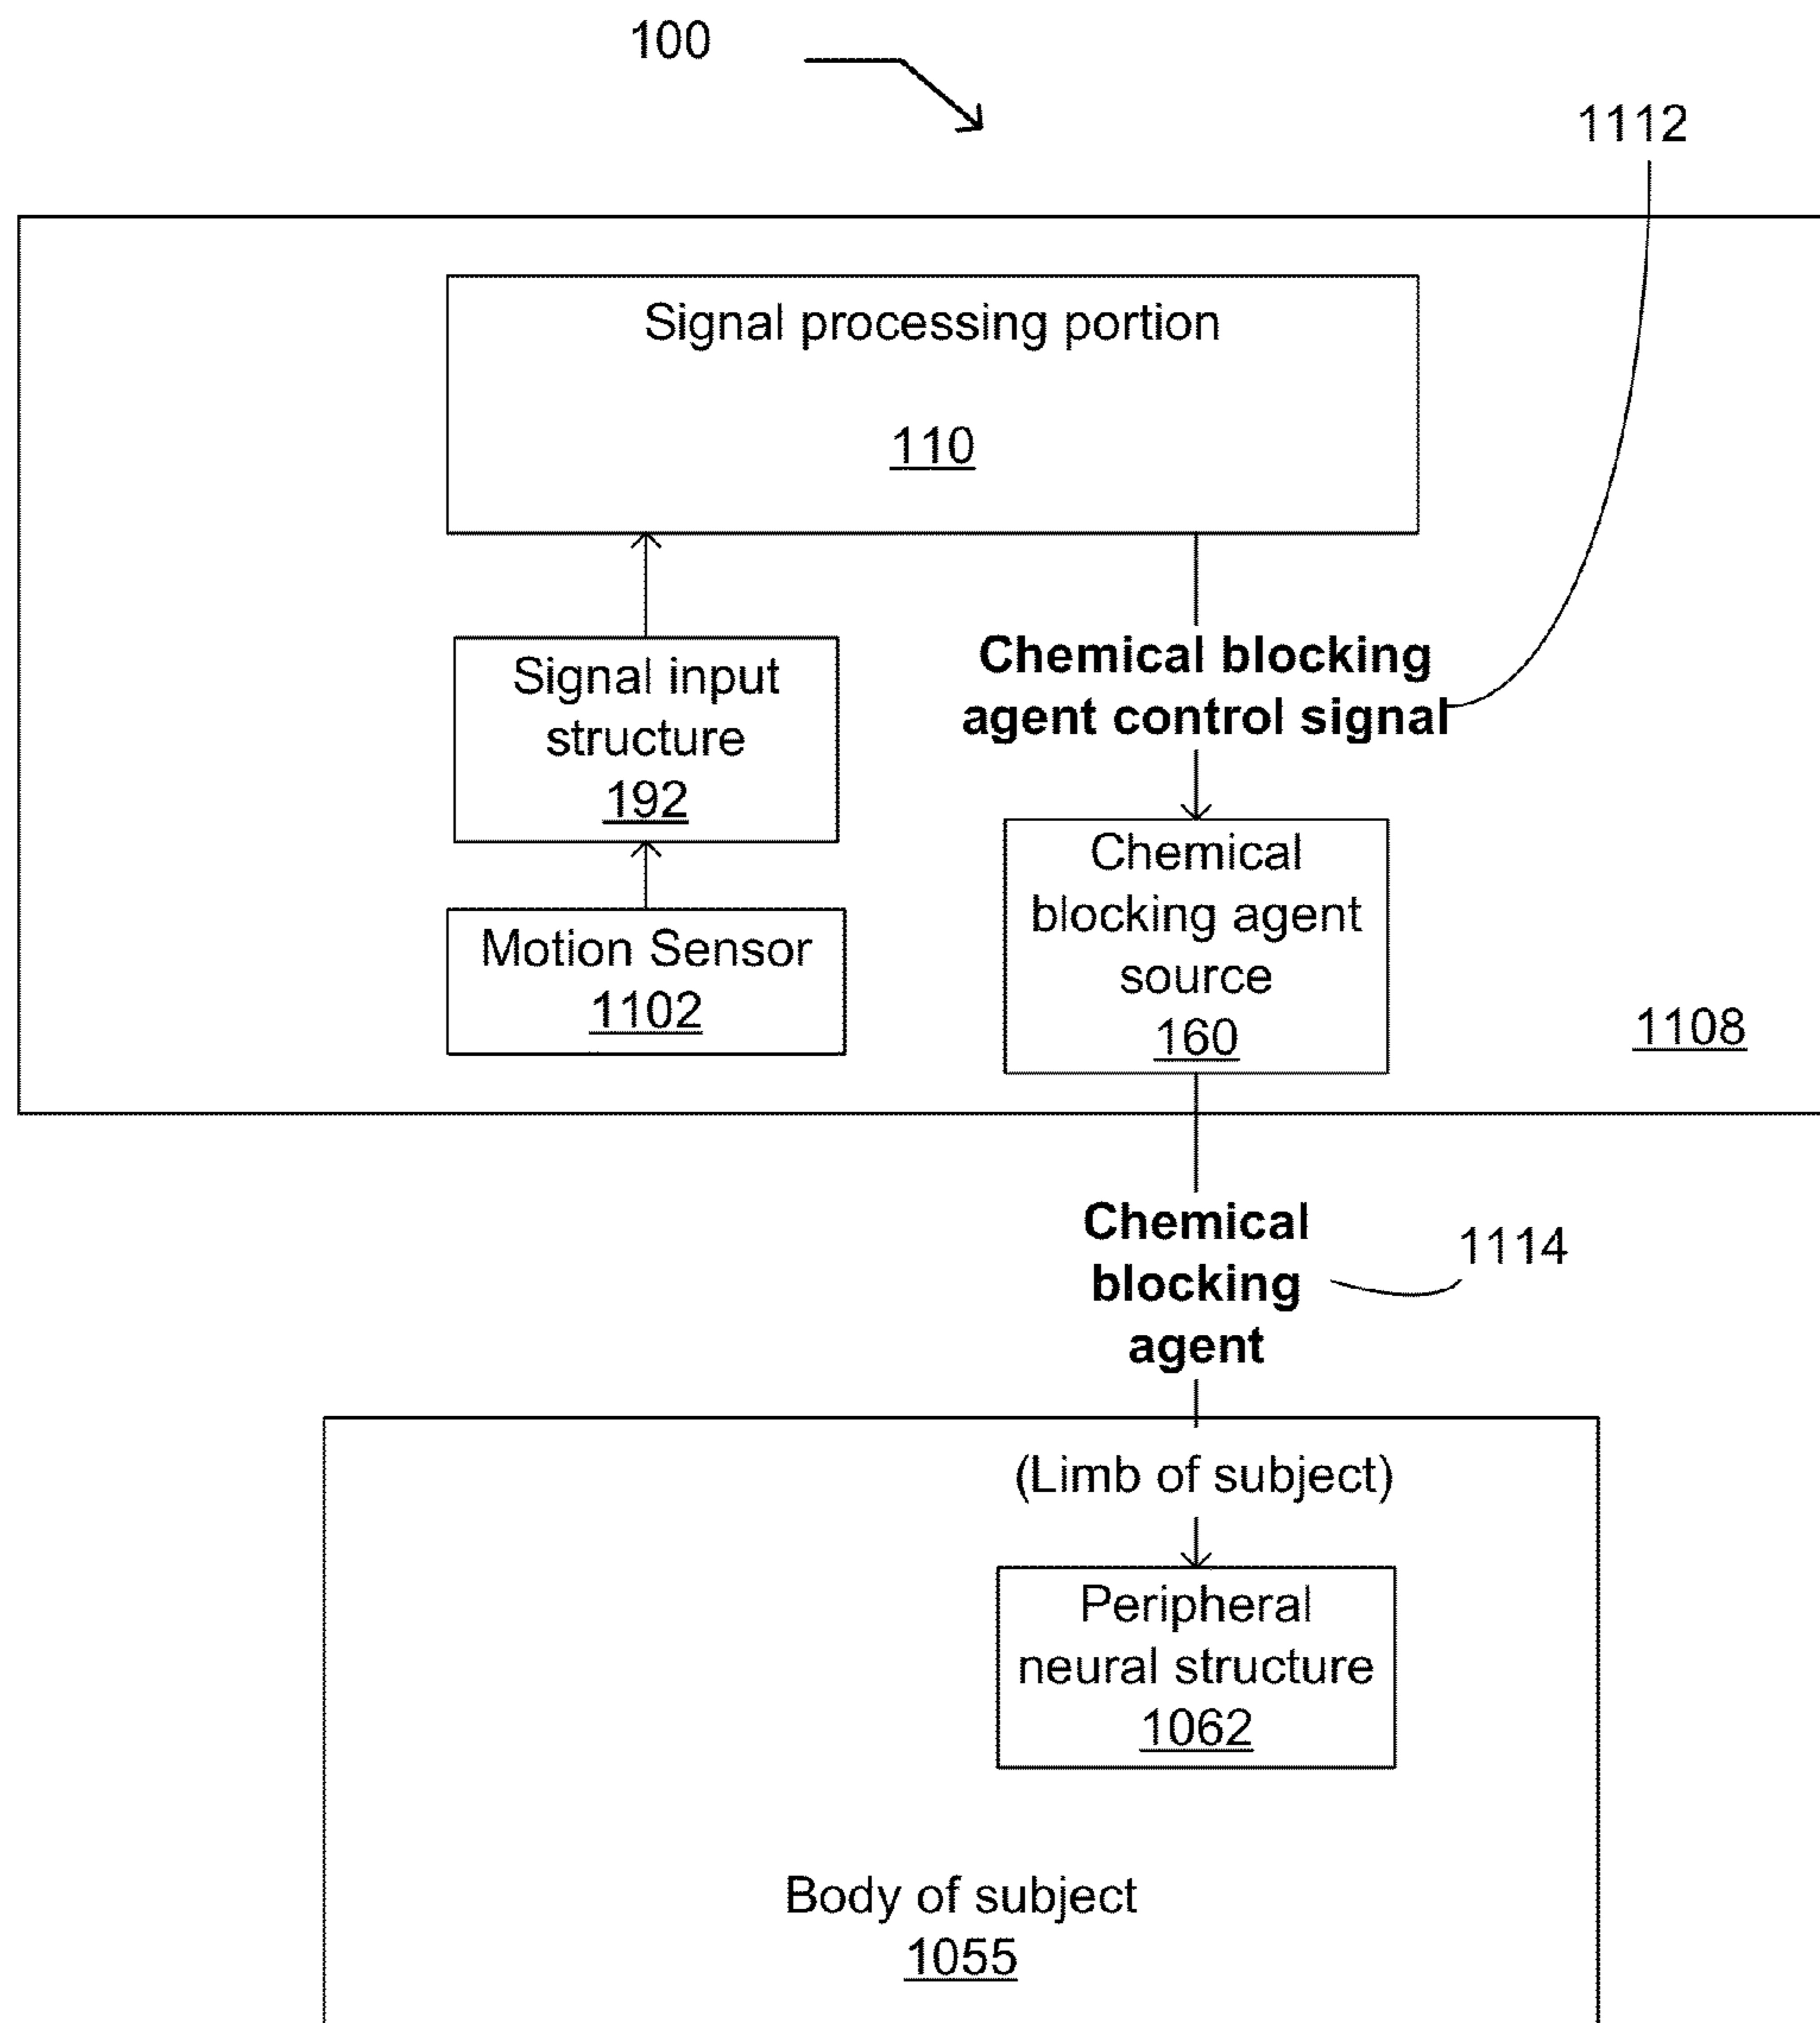 100
1112
Signal processing portion
110
Signal input
structure
192
Chemical blocking
agent control signal
Motion Sensor
1102
Chemical
blocking agent
source
160
1108
Chemical
blocking
agent
1114
(Limb of subject)
Peripheral
neural structure
1062
Body of subject
1055